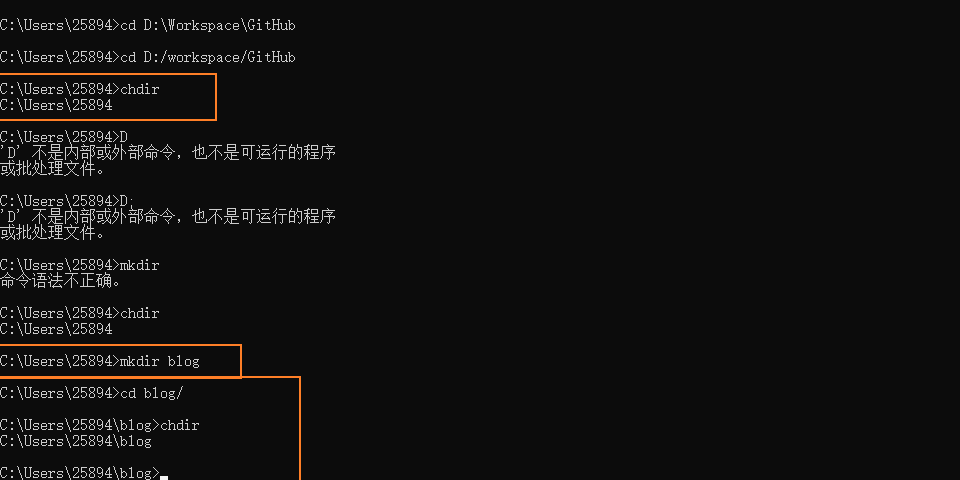 C:\Users\25894>cd D:\Workspace\GitHub
C:\Users\25894>cd D:/workspace/GitHub
C:\Users\25894>chdir
C:\Users\25894
C:\Users\25894>D
'D' 不是内部或外部命令，也不是可运行的程序
或批处理文件。
C:\Users\25894>D;
'D' 不是内部或外部命令，也不是可运行的程序
或批处理文件。
C:\Users\25894>mkdir
命令语法不正确。
C:\Users\25894>chdir
C:\Users\25894
C:\Users\25894>mkdir blog
C:\Users\25894>cd blog/
C:\Users\25894\blog>chdir
C:\Users\25894\blog
C:\Users\25894\blog>